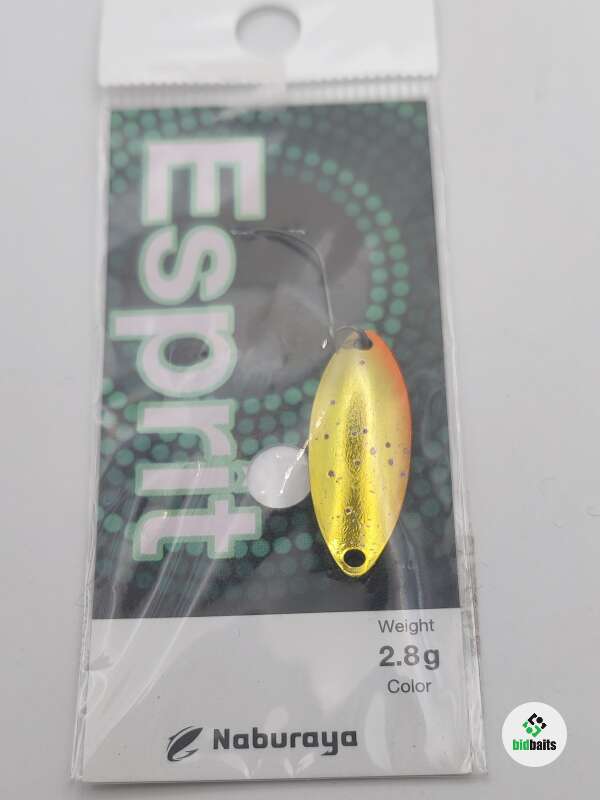 Esprit
Weight
2.8g
Color
Naburaya
bidbaits